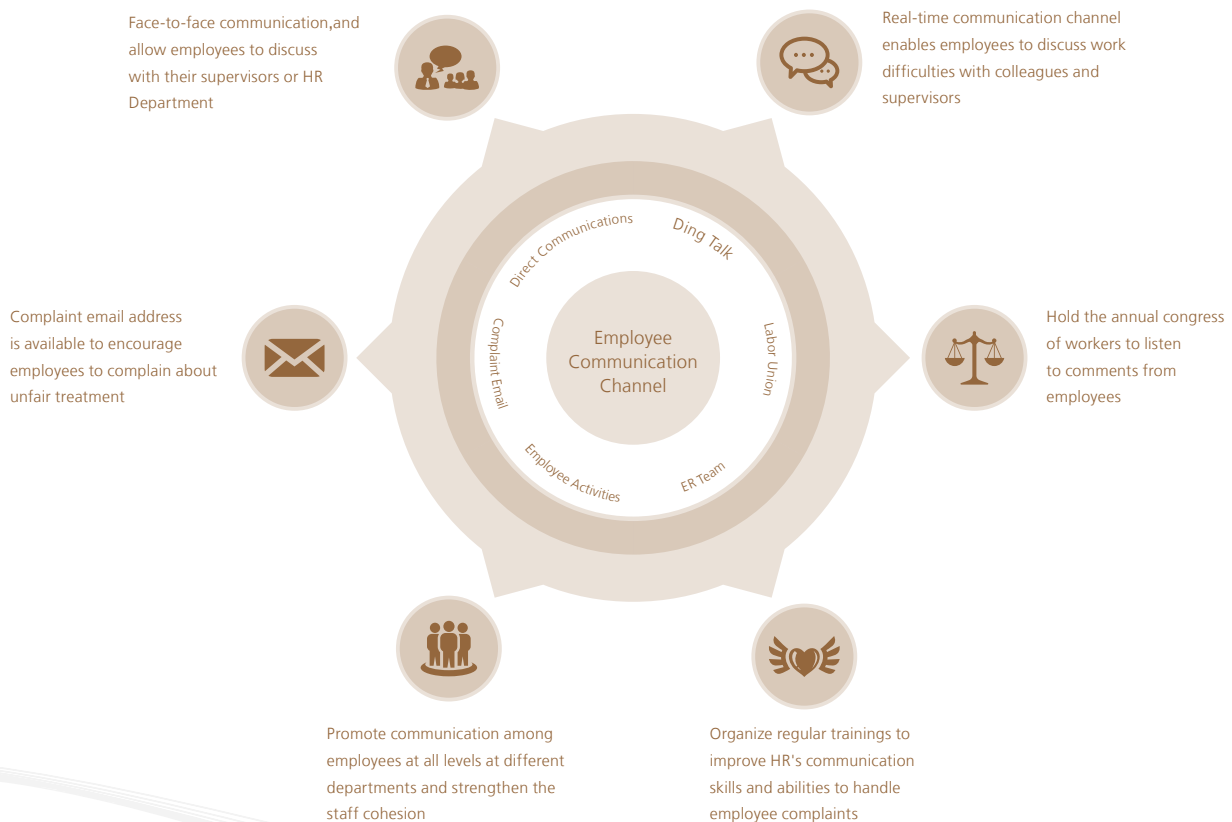 Face-to-face communication,and
allow employees to discuss
with their supervisors or HR
Department
Real-time communication channel
enables employees to discuss work
difficulties with colleagues and
supervisors
Direct Communications
Ding Talk
Complaint email address
is available to encourage
employees to complain about
unfair treatment
Complaint Email
Employee
Communication
Channel
Labor Union
Hold the annual congress
of workers to listen
to comments from
employees
Employee Activities
ER Team
Promote communication among
employees at all levels at different
departments and strengthen the
staff cohesion
Organize regular trainings to
improve HR's communication
skills and abilities to handle
employee complaints